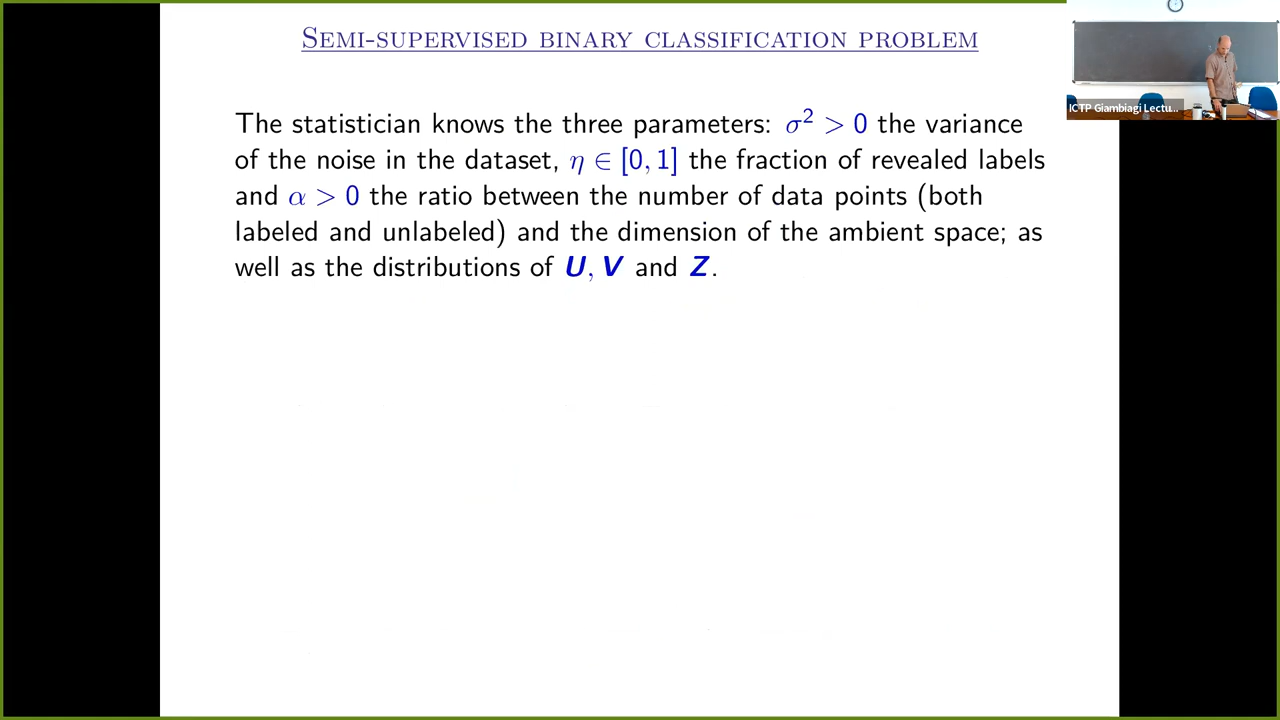 SEMI-SUPERVISED BINARY CLASSIFICATION PROBLEM
ICTP Giambiagi Lectu...
The statistician knows the three parameters: σ² > 0 the variance
of the noise in the dataset, η ∈ [0, 1] the fraction of revealed labels
and α > 0 the ratio between the number of data points (both
labeled and unlabeled) and the dimension of the ambient space; as
well as the distributions of U, V and Z.